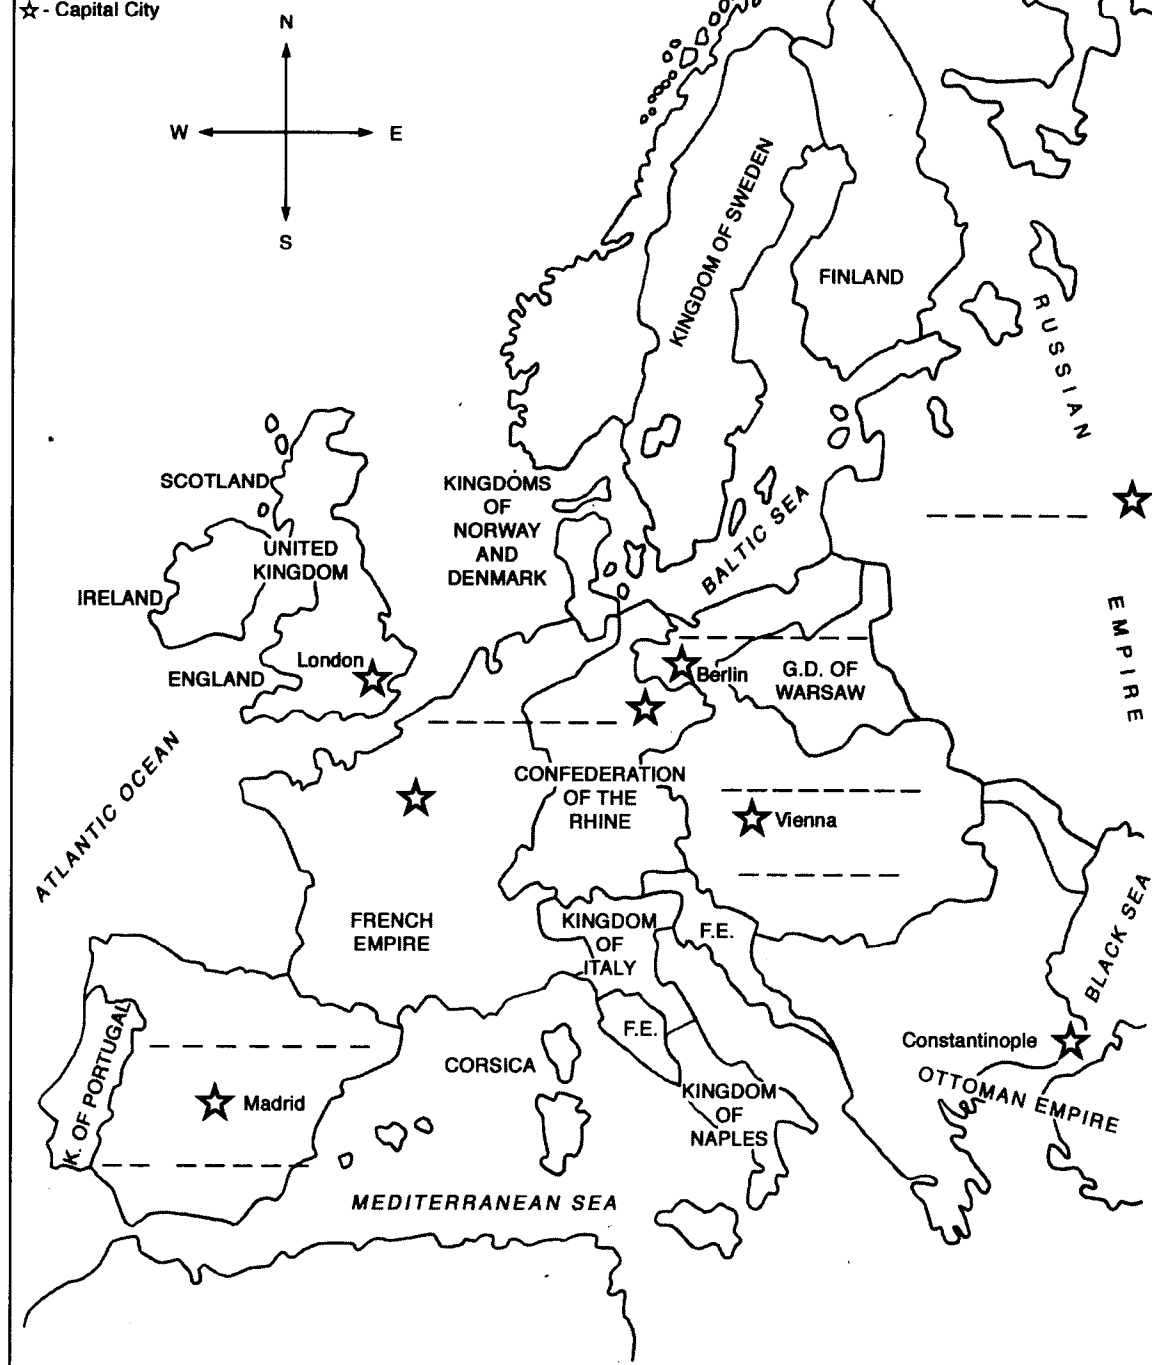 ☆ - Capital City
N
W
E
S
KINGDOM OF SWEDEN
FINLAND
RUSSIAN
EMPIRE
SCOTLAND
KINGDOMS
OF
NORWAY
AND
DENMARK
BALTIC SEA
UNITED
KINGDOM
IRELAND
ENGLAND
London
Berlin
G.D. OF
WARSAW
ATLANTIC OCEAN
CONFEDERATION
OF THE
RHINE
Vienna
FRENCH
EMPIRE
KINGDOM
OF
ITALY
F.E.
BLACK SEA
F.E.
K. OF PORTUGAL
CORSICA
Constantinople
OTTOMAN EMPIRE
Madrid
KINGDOM
OF
NAPLES
MEDITERRANEAN SEA